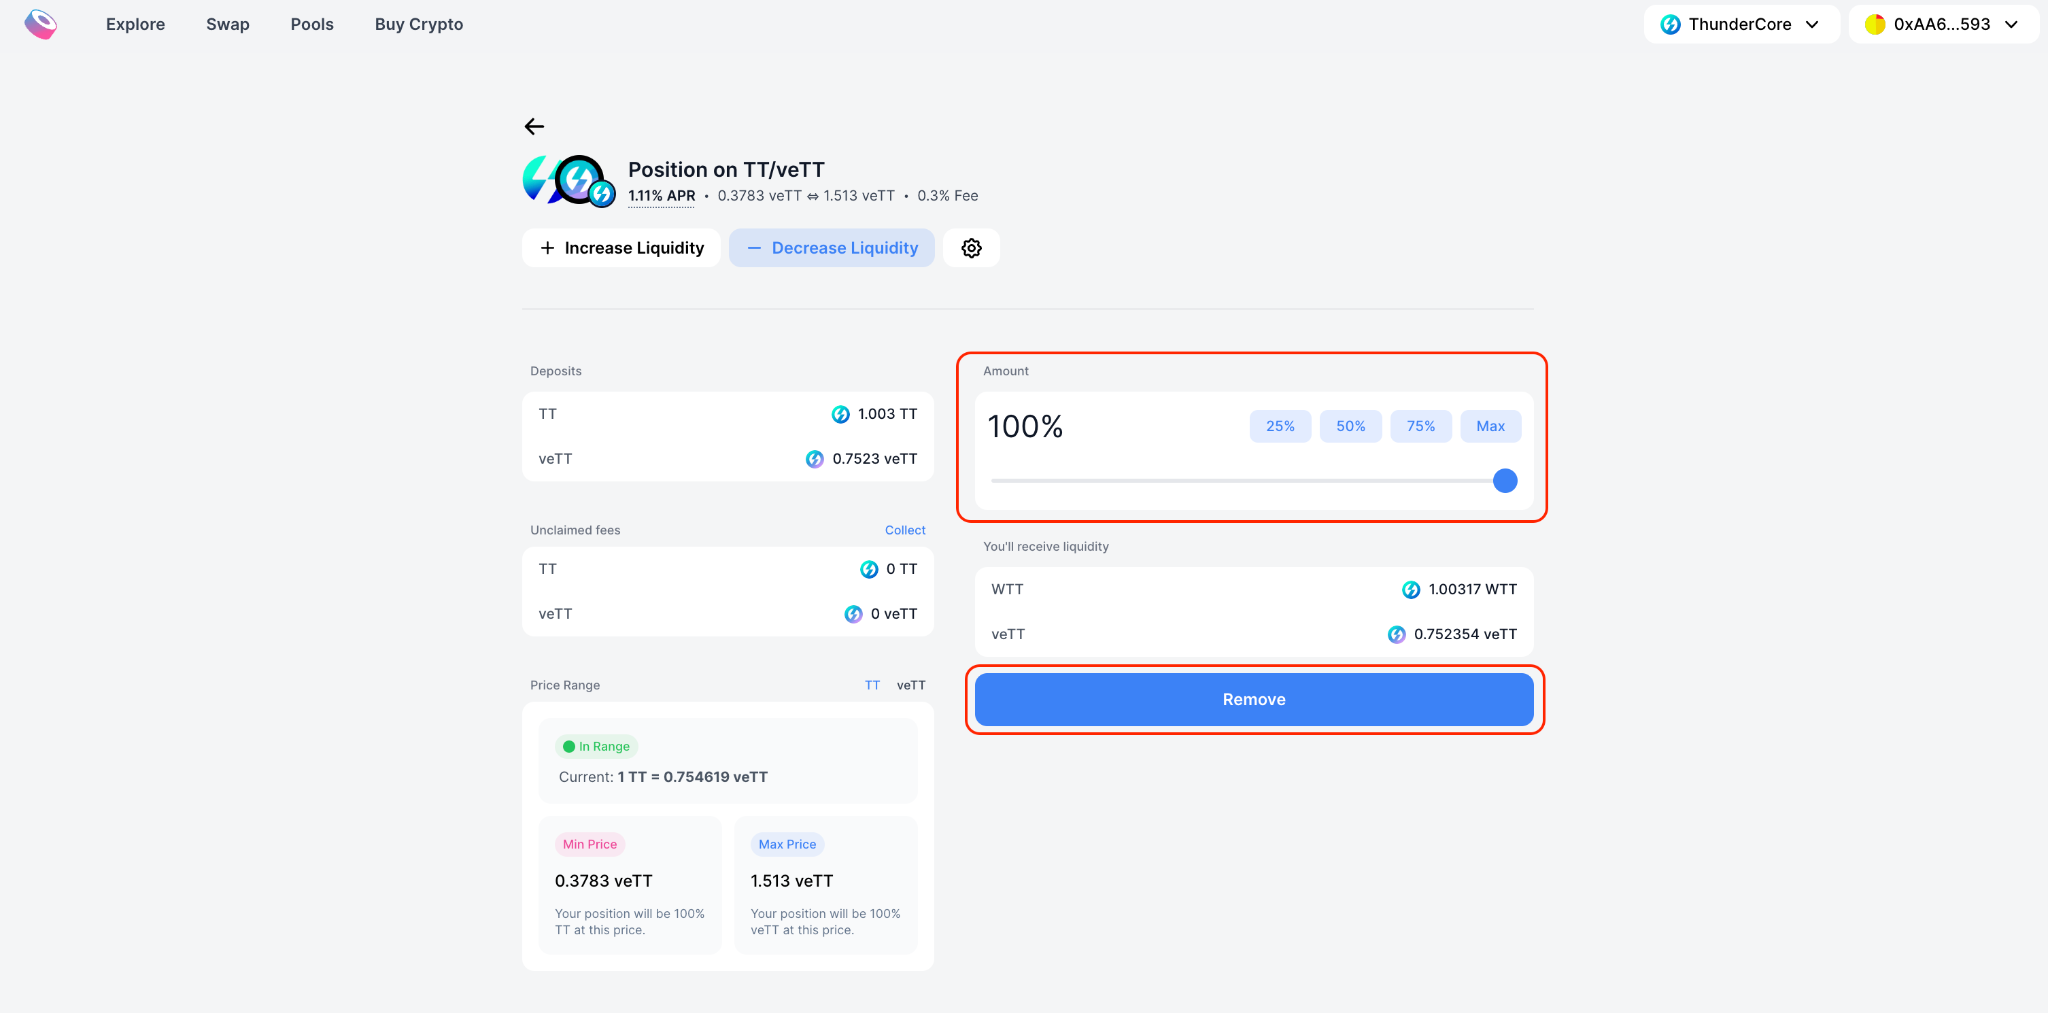 Explore Swap Pools Buy Crypto ThunderCore 0xAA6...593
Position on TT/veTT
1.11% APR • 0.3783 veTT ⇔ 1.513 veTT • 0.3% Fee
+ Increase Liquidity − Decrease Liquidity
Deposits
TT 1.003 TT
veTT 0.7523 veTT
Unclaimed fees Collect
TT 0 TT
veTT 0 veTT
Price Range TT veTT
In Range
Current: 1 TT = 0.754619 veTT
Min Price
0.3783 veTT
Your position will be 100%
TT at this price.
Max Price
1.513 veTT
Your position will be 100%
veTT at this price.
Amount
100% 25% 50% 75% Max
You'll receive liquidity
WTT 1.00317 WTT
veTT 0.752354 veTT
Remove